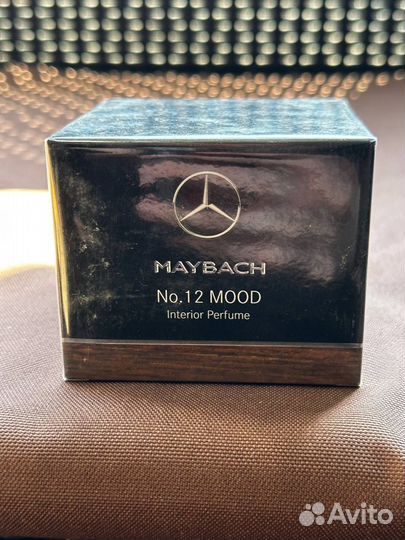 MAYBACH
No.12 MOOD
Interior Perfume
Avito